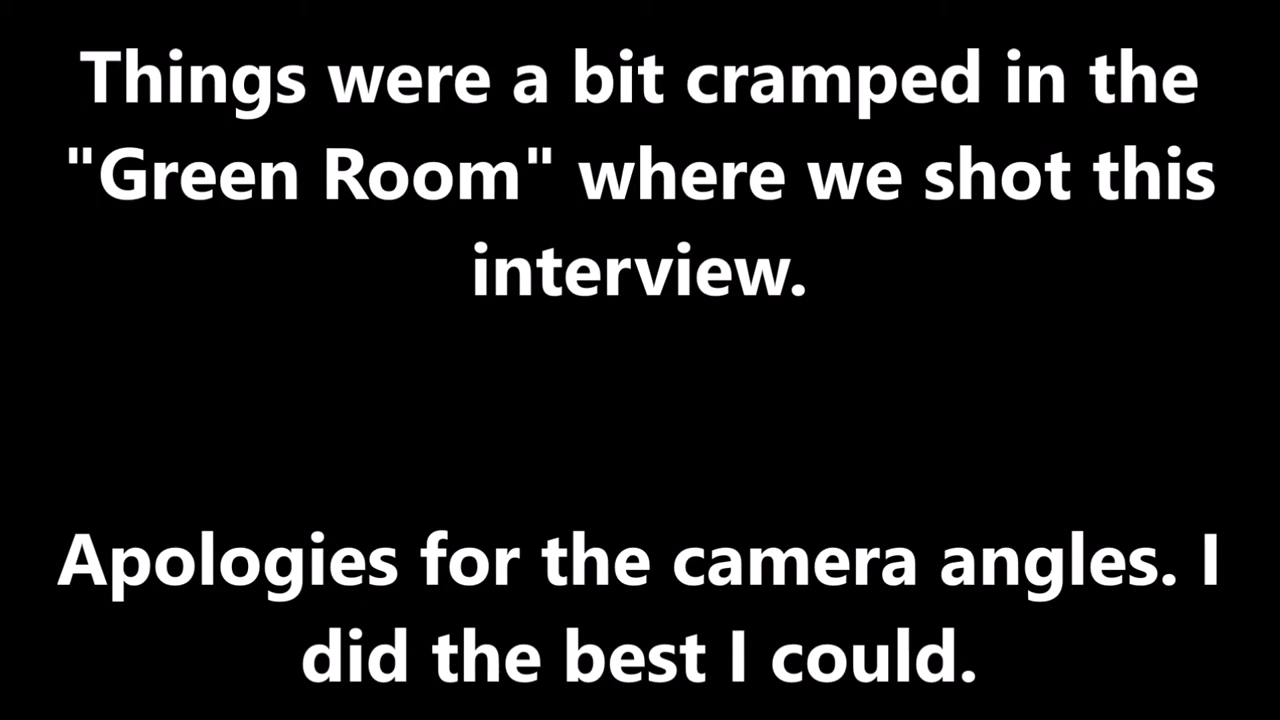 Things were a bit cramped in the
"Green Room" where we shot this
interview.
Apologies for the camera angles. I
did the best I could.